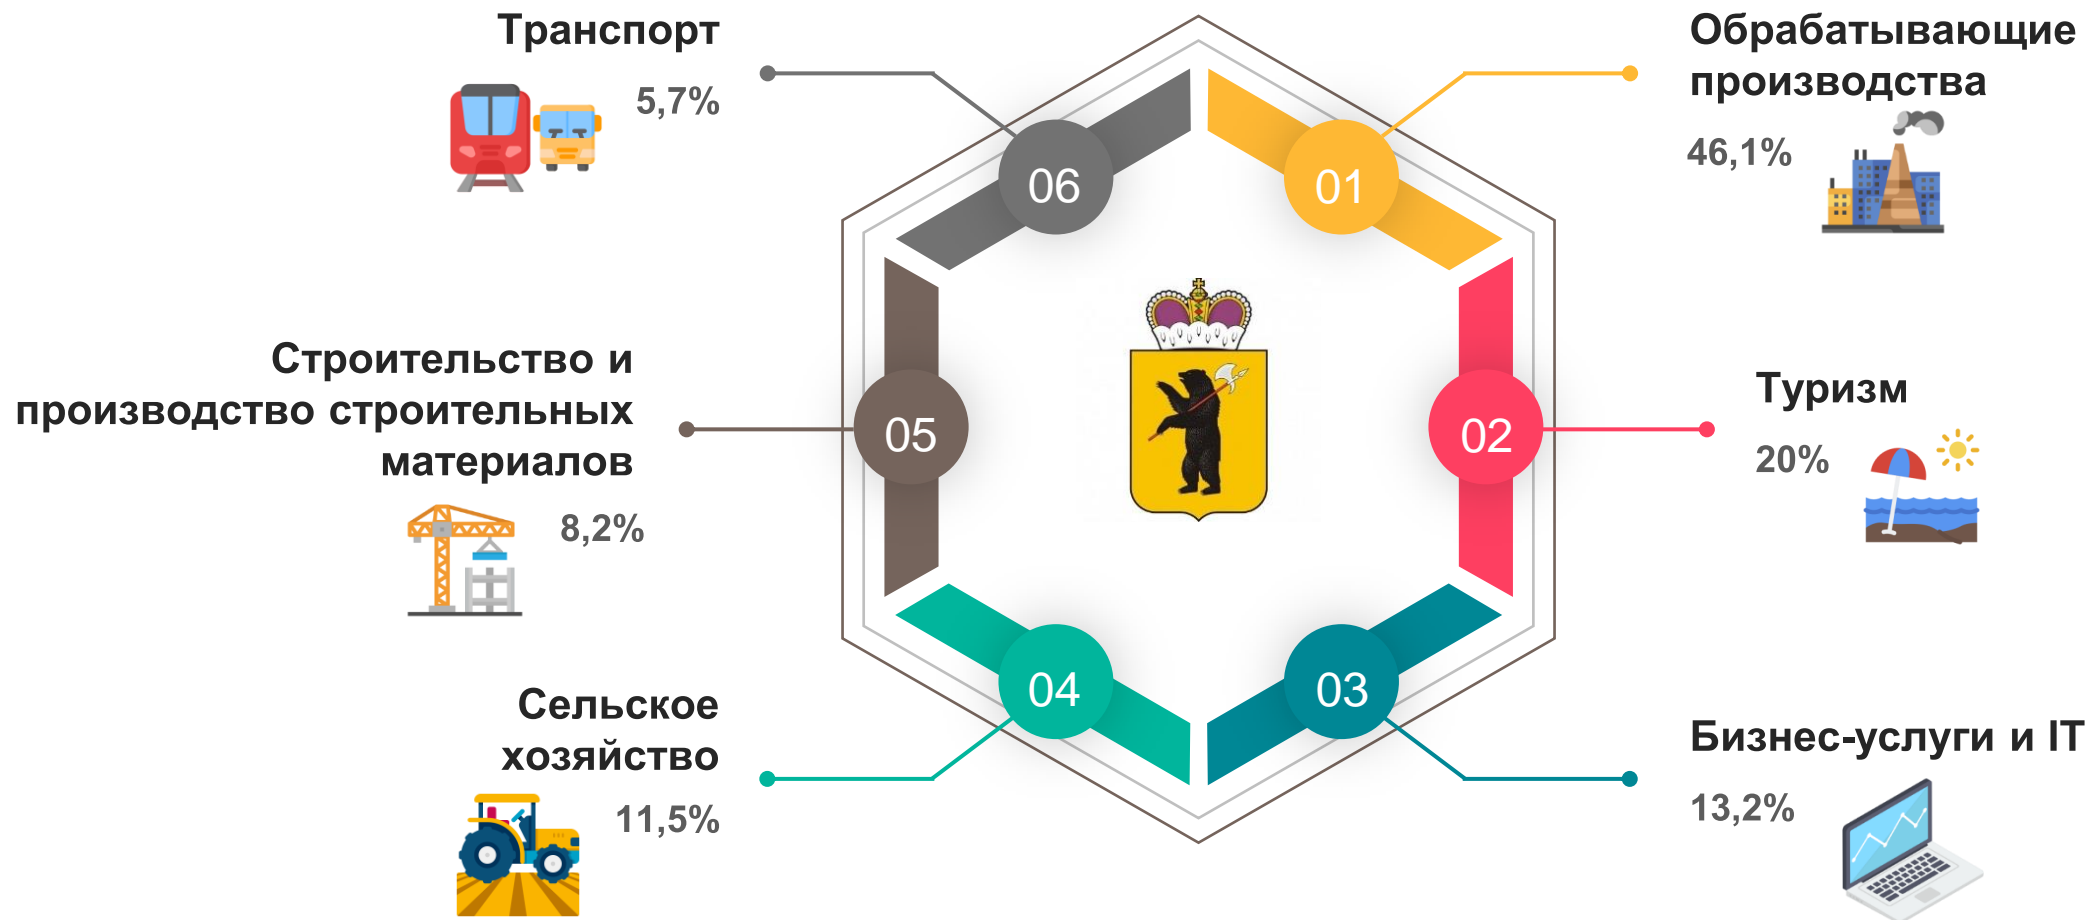 Обрабатывающие
производства
46,1%
01
Туризм
20%
02
Бизнес-услуги и IT
13,2%
03
Сельское
хозяйство
11,5%
04
Строительство и
производство строительных
материалов
8,2%
05
Транспорт
5,7%
06